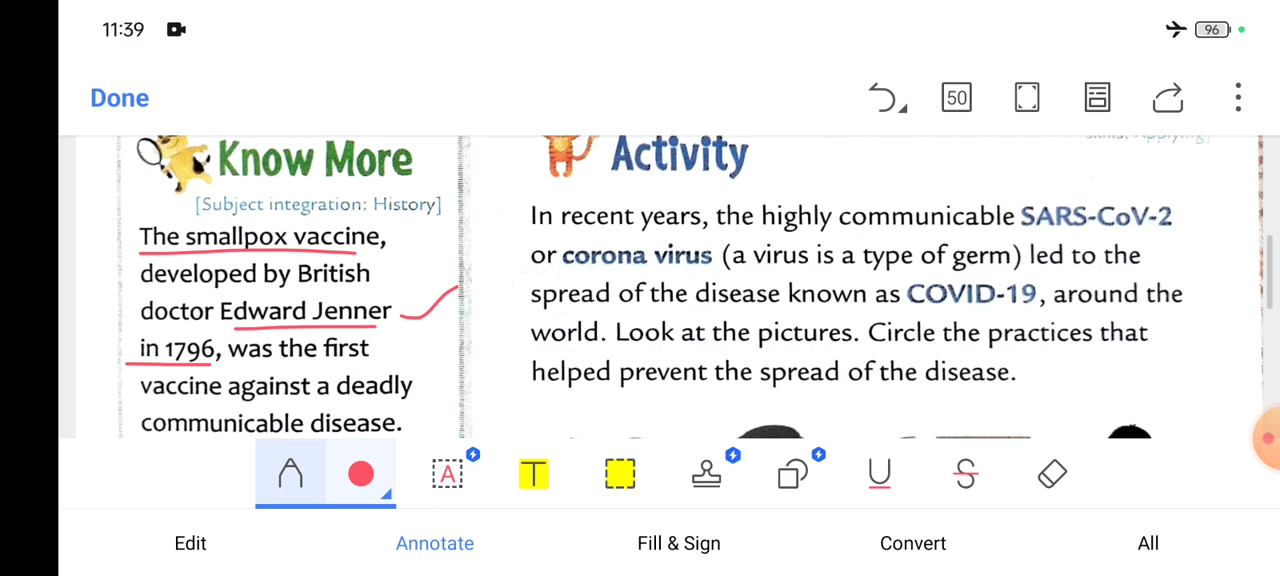 11:39
96
Done
50
Know More
[Subject integration: History]
The smallpox vaccine,
developed by British
doctor Edward Jenner
in 1796, was the first
vaccine against a deadly
communicable disease.
Activity
In recent years, the highly communicable SARS-CoV-2
or corona virus (a virus is a type of germ) led to the
spread of the disease known as COVID-19, around the
world. Look at the pictures. Circle the practices that
helped prevent the spread of the disease.
A
T
U
S
Edit
Annotate
Fill & Sign
Convert
All